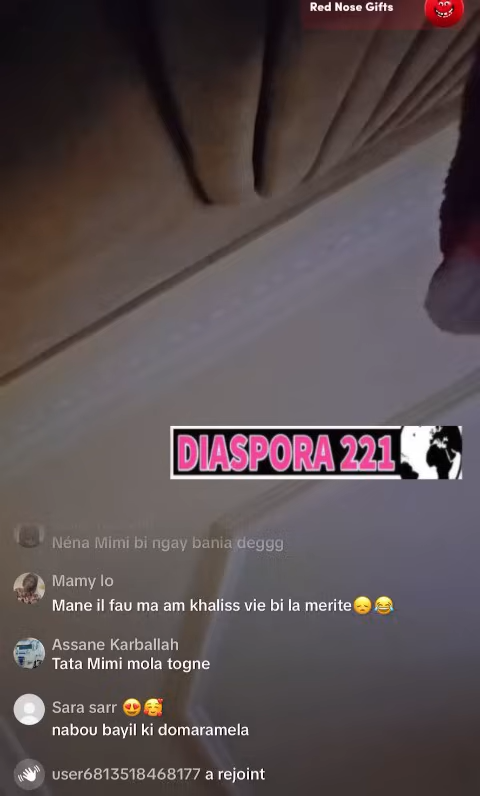 Red Nose Gifts
DIASPORA 221
Néna Mimi bi ngay bania deggg
Mamy lo
Mane il fau ma am khaliss vie bi la merite😞😂
Assane Karballah
Tata Mimi mola togne
Sara sarr 😍🥰
nabou bayil ki domaramela
user6813518468177 a rejoint